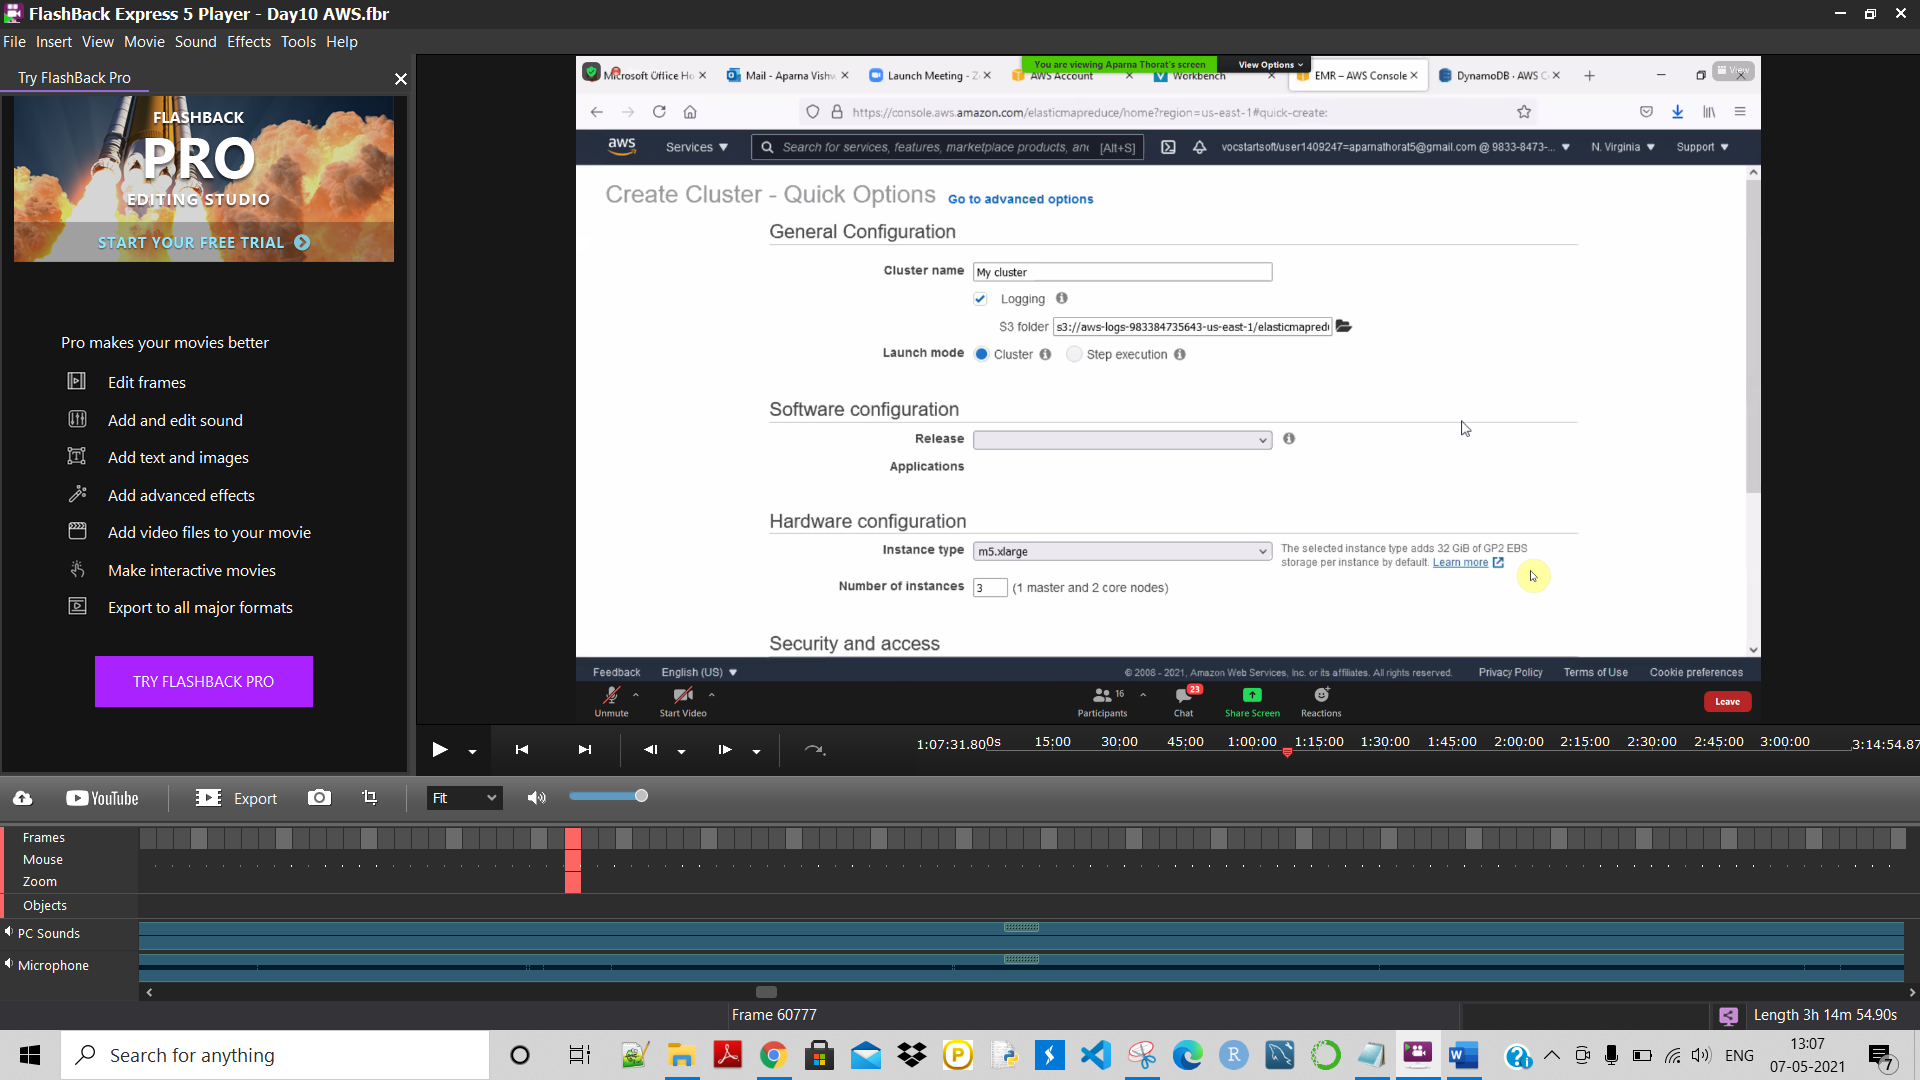 FlashBack Express 5 Player - Day10 AWS.fbr
File Insert View Movie Sound Effects Tools Help
Try FlashBack Pro
FLASHBACK
PRO
EDITING STUDIO
START YOUR FREE TRIAL
Pro makes your movies better
Edit frames
Add and edit sound
Add text and images
Add advanced effects
Add video files to your movie
Make interactive movies
Export to all major formats
TRY FLASHBACK PRO
You are viewing Aparna Thorat's screen View Options
Microsoft Office Ho Mail - Aparna Vishw Launch Meeting - Z AWS Account Workbench EMR – AWS Console DynamoDB · AWS C View
https://console.aws.amazon.com/elasticmapreduce/home?region=us-east-1#quick-create:
aws Services Search for services, features, marketplace products, and [Alt+S] vocstartsoft/user1409247=aparnathorat5@gmail.com @ 9833-8473-... N. Virginia Support
Create Cluster - Quick Options Go to advanced options
General Configuration
Cluster name My cluster
Logging
S3 folder s3://aws-logs-983384735643-us-east-1/elasticmapredu
Launch mode Cluster Step execution
Software configuration
Release
Applications
Hardware configuration
Instance type m5.xlarge The selected instance type adds 32 GiB of GP2 EBS
storage per instance by default. Learn more
Number of instances 3 (1 master and 2 core nodes)
Security and access
Feedback English (US) © 2008 - 2021, Amazon Web Services, Inc. or its affiliates. All rights reserved. Privacy Policy Terms of Use Cookie preferences
Unmute Start Video Participants 16 Chat 23 Share Screen Reactions Leave
1:07:31.80 0s 15:00 30:00 45:00 1:00:00 1:15:00 1:30:00 1:45:00 2:00:00 2:15:00 2:30:00 2:45:00 3:00:00 3:14:54.87
YouTube Export Fit
Frames
Mouse
Zoom
Objects
PC Sounds
Microphone
Frame 60777 Length 3h 14m 54.90s
Search for anything ENG 13:07
07-05-2021 7